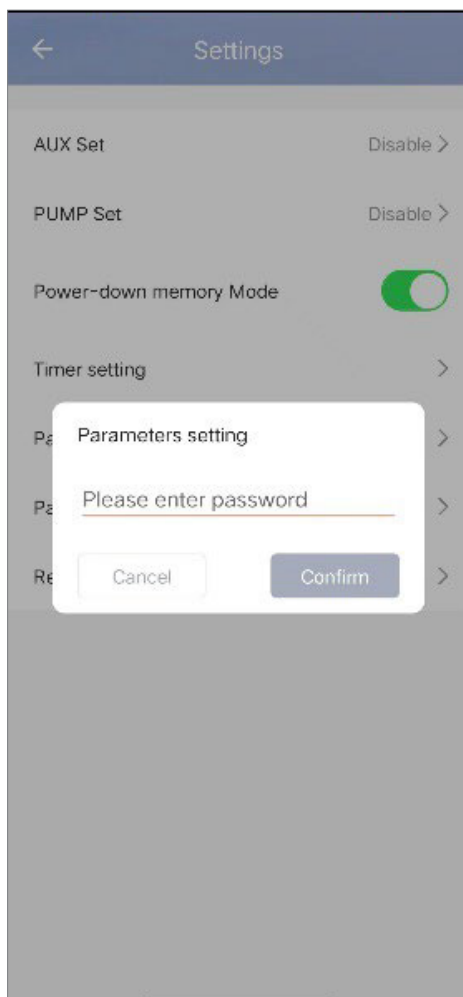 Settings
AUX Set Disable
PUMP Set Disable
Power-down memory Mode
Timer setting
Parameters setting
Please enter password
Cancel Confirm